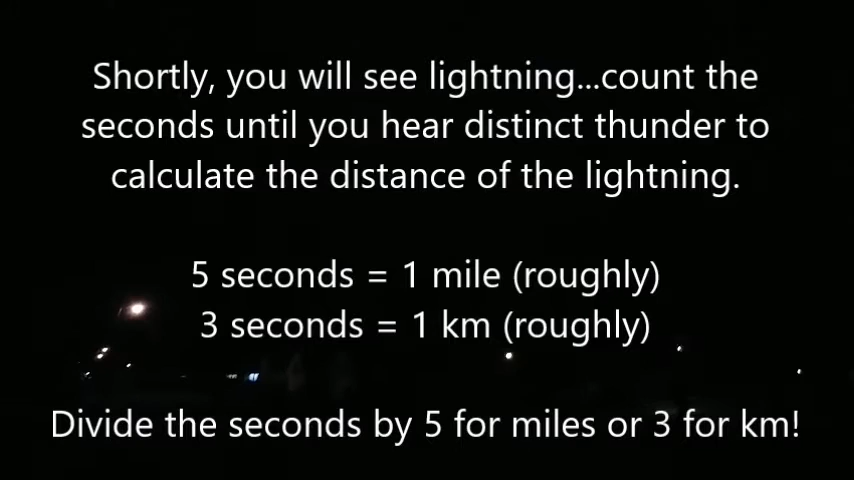 Shortly, you will see lightning...count the
seconds until you hear distinct thunder to
calculate the distance of the lightning.
5 seconds = 1 mile (roughly)
3 seconds = 1 km (roughly)
Divide the seconds by 5 for miles or 3 for km!